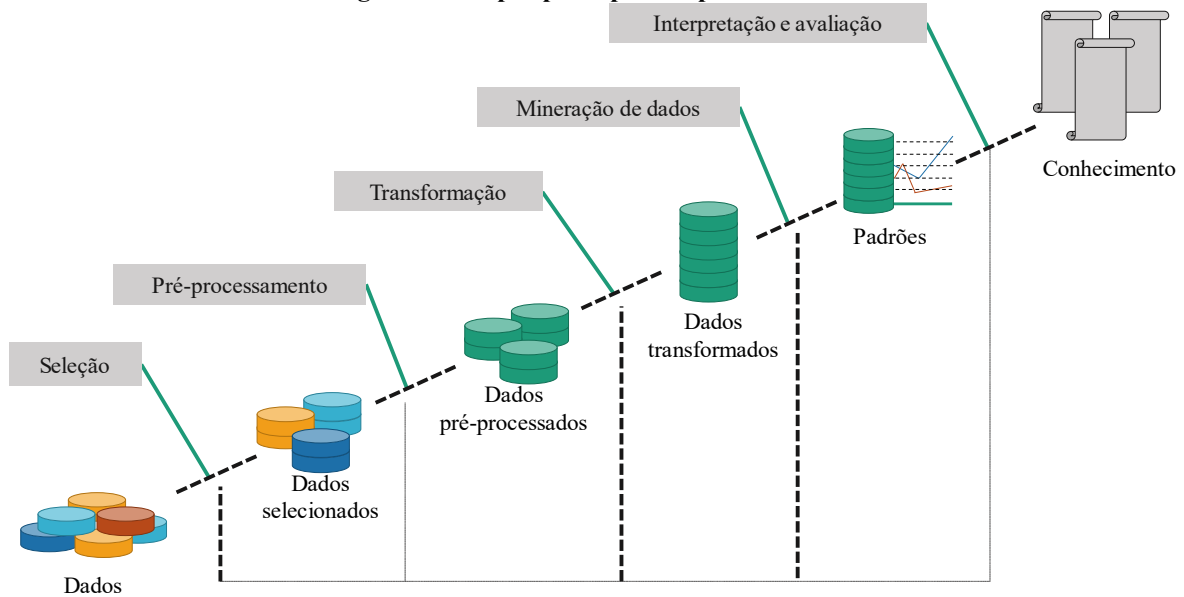 Interpretação e avaliação
Mineração de dados
Conhecimento
Transformação
Padrões
Pré-processamento
Dados
transformados
Seleção
Dados
pré-processados
Dados
selecionados
Dados